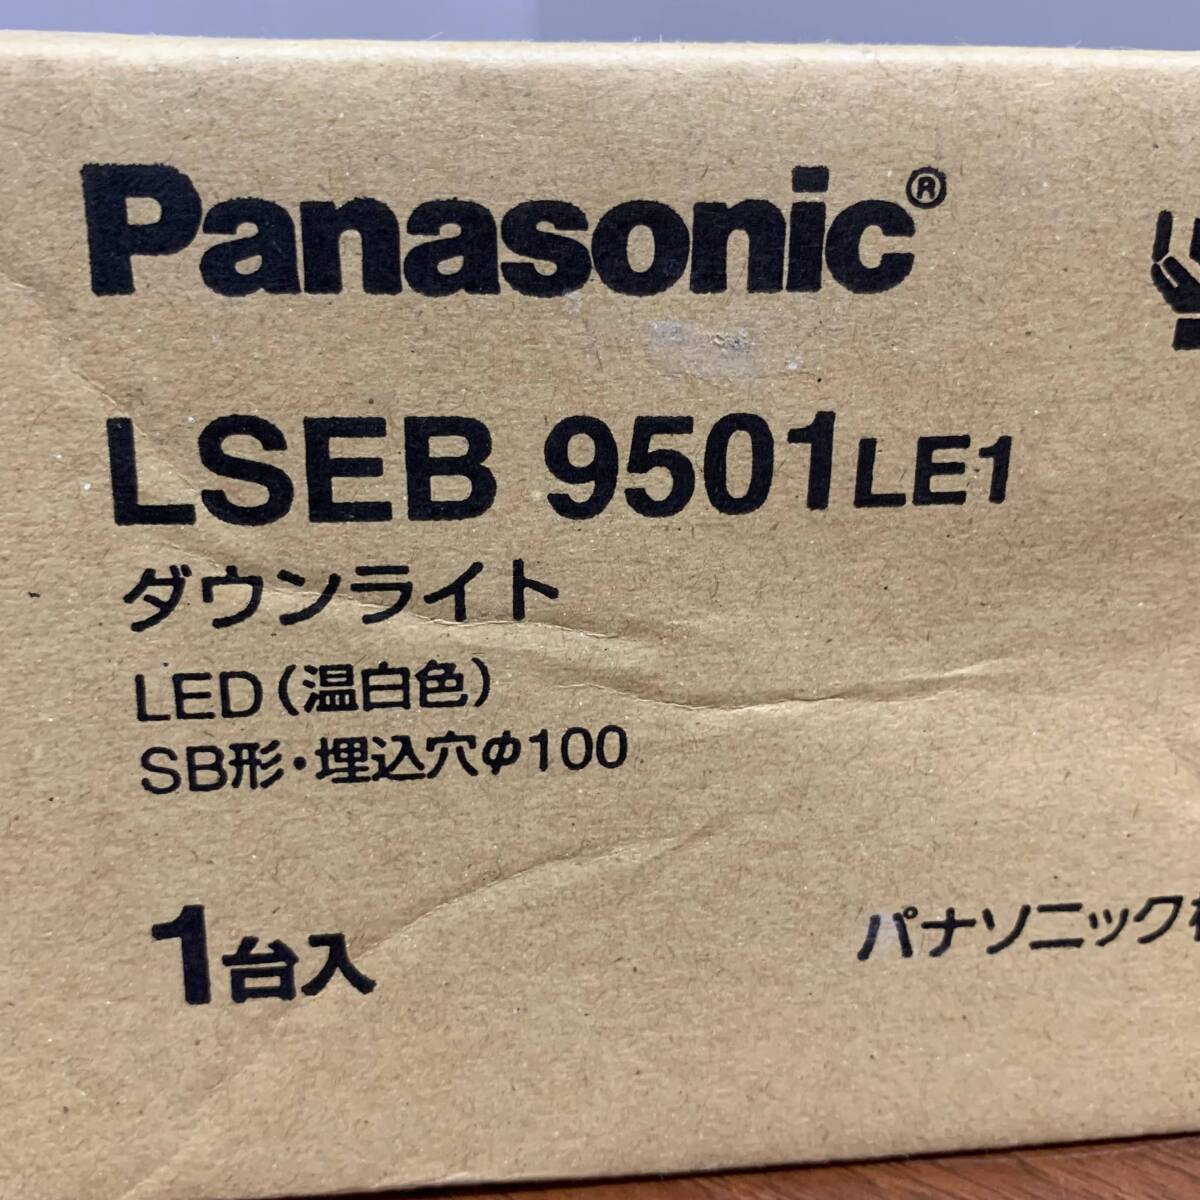 Panasonic®
LSEB 9501LE1
ダウンライト
LED(温白色)
SB形・埋込穴φ100
1台入
パナソニック